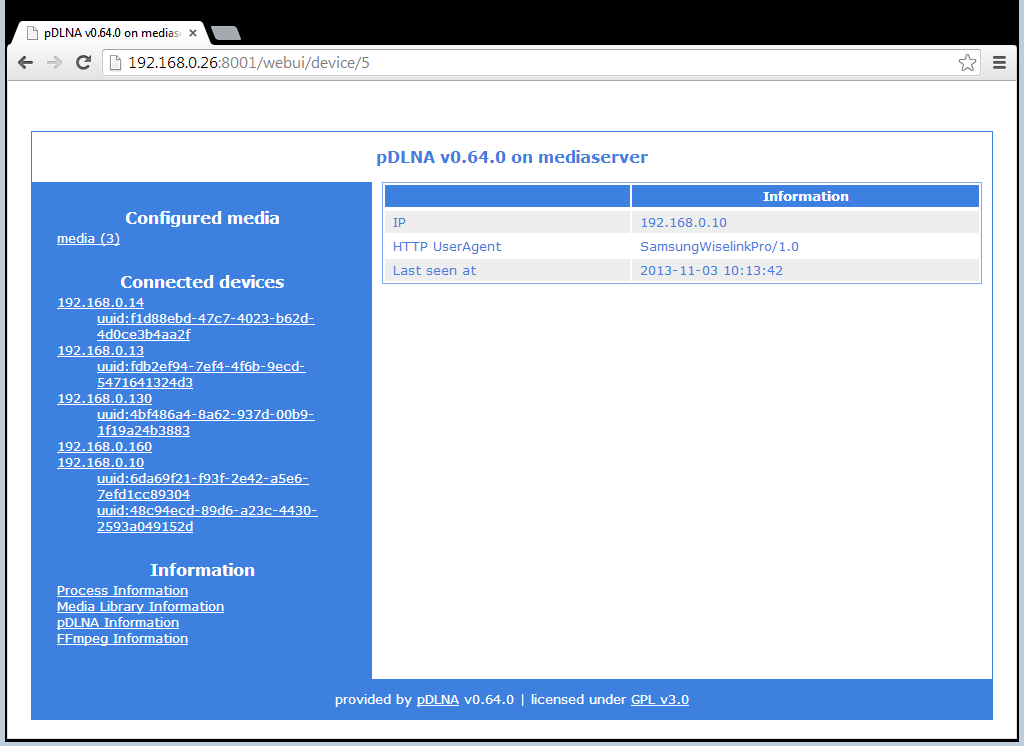 pDLNA v0.64.0 on medias
192.168.0.26:8001/webui/device/5
pDLNA v0.64.0 on mediaserver
Configured media
media (3)
Connected devices
192.168.0.14
uuid:f1d88ebd-47c7-4023-b62d-
4d0ce3b4aa2f
192.168.0.13
uuid:fdb2ef94-7ef4-4f6b-9ecd-
5471641324d3
192.168.0.130
uuid:4bf486a4-8a62-937d-00b9-
1f19a24b3883
192.168.0.160
192.168.0.10
uuid:6da69f21-f93f-2e42-a5e6-
7efd1cc89304
uuid:48c94ecd-89d6-a23c-4430-
2593a049152d
Information
Process Information
Media Library Information
pDLNA Information
FFmpeg Information
Information
IP 192.168.0.10
HTTP UserAgent SamsungWiselinkPro/1.0
Last seen at 2013-11-03 10:13:42
provided by pDLNA v0.64.0 | licensed under GPL v3.0